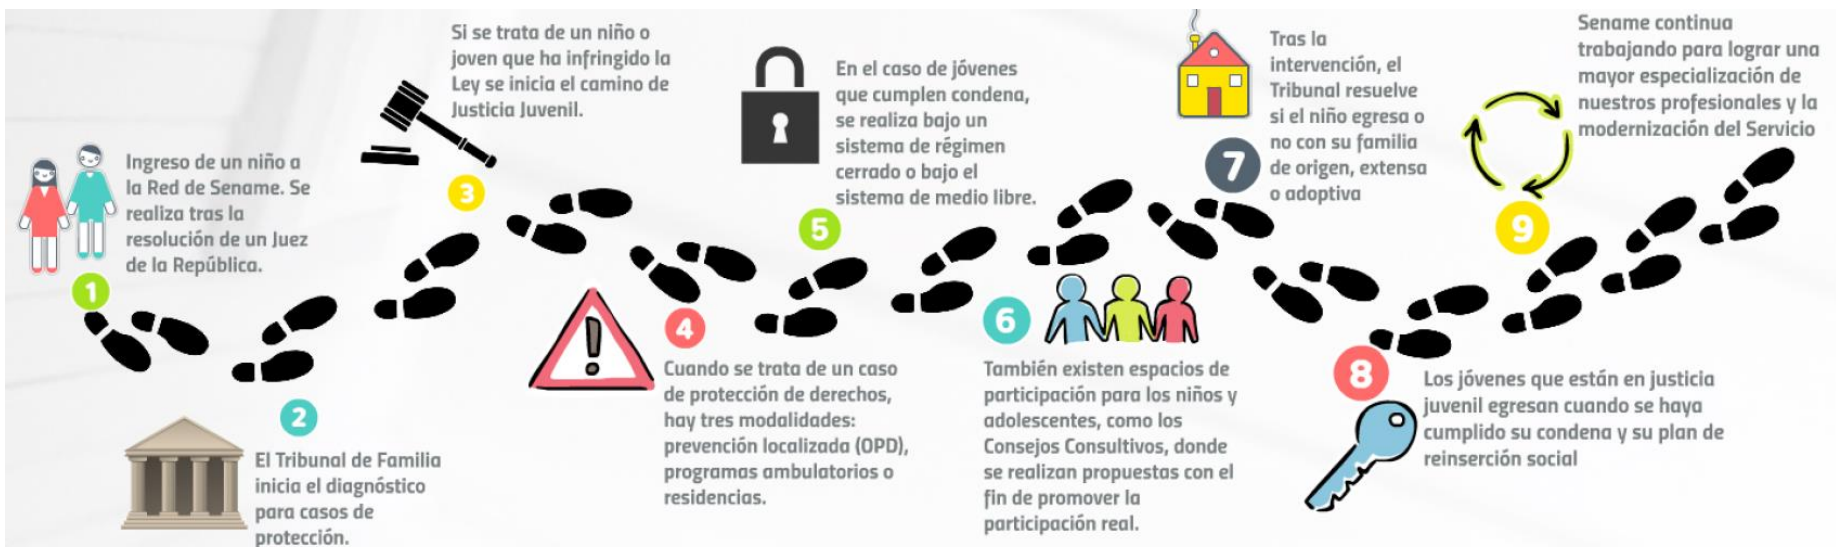 1
Ingreso de un niño a
la Red de Sename. Se
realiza tras la
resolución de un Juez
de la República.
2
El Tribunal de Familia
inicia el diagnóstico
para casos de
protección.
3
Si se trata de un niño o
joven que ha infringido la
Ley se inicia el camino de
Justicia Juvenil.
4
Cuando se trata de un caso
de protección de derechos,
hay tres modalidades:
prevención localizada (OPD),
programas ambulatorios o
residencias.
5
En el caso de jóvenes
que cumplen condena,
se realiza bajo un
sistema de régimen
cerrado o bajo el
sistema de medio libre.
6
También existen espacios de
participación para los niños y
adolescentes, como los
Consejos Consultivos, donde
se realizan propuestas con el
fin de promover la
participación real.
7
Tras la
intervención, el
Tribunal resuelve
si el niño egresa o
no con su familia
de origen, extensa
o adoptiva
8
Los jóvenes que están en justicia
juvenil egresan cuando se haya
cumplido su condena y su plan de
reinserción social
9
Sename continua
trabajando para lograr una
mayor especialización de
nuestros profesionales y la
modernización del Servicio